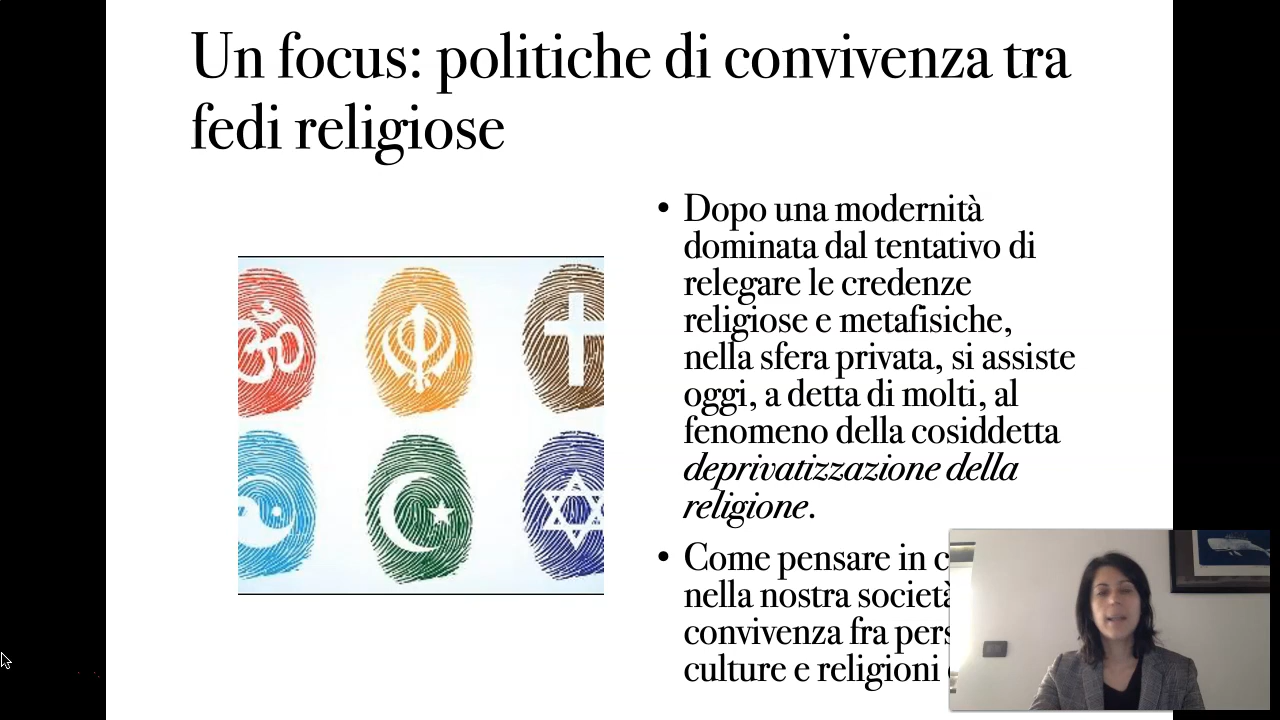 Un focus: politiche di convivenza tra
fedi religiose
• Dopo una modernità
dominata dal tentativo di
relegare le credenze
religiose e metafisiche,
nella sfera privata, si assiste
oggi, a detta di molti, al
fenomeno della cosiddetta
deprivatizzazione della
religione.
• Come pensare in
nella nostra società
convivenza fra
culture e religioni